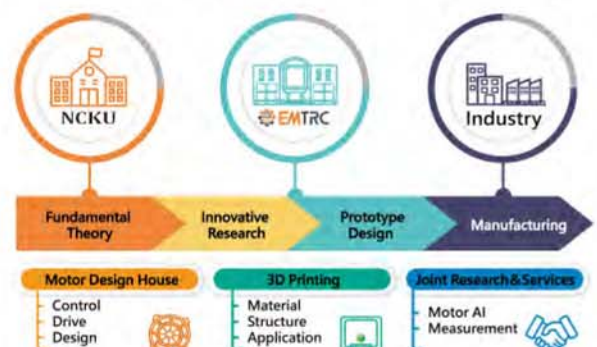 NCKU
EMTRC
Industry
Fundamental
Theory
Innovative
Research
Prototype
Design
Manufacturing
Motor Design House
Control
Drive
Design
3D Printing
Material
Structure
Application
Joint Research&Services
Motor AI
Measurement